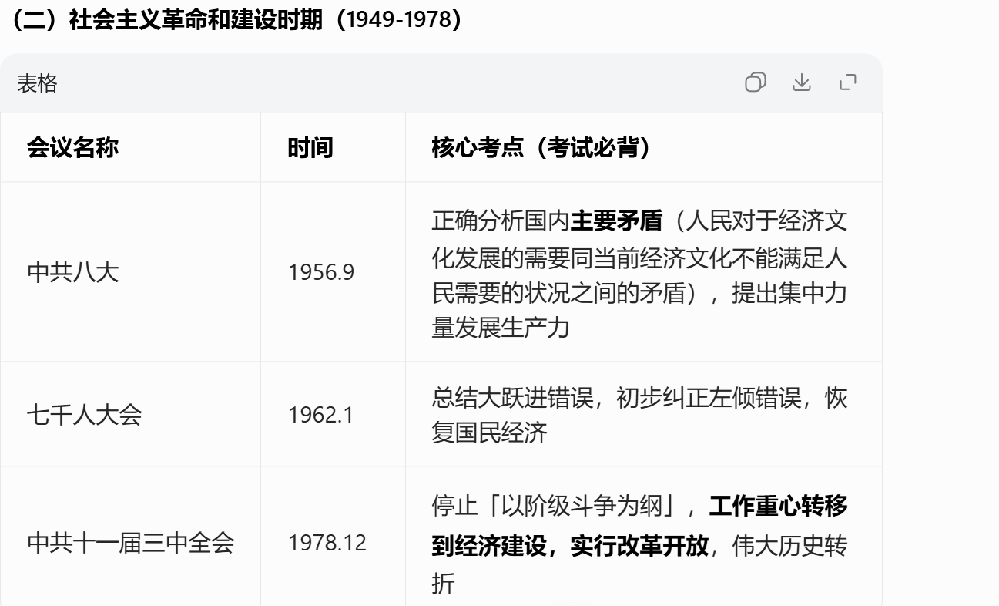 （二）社会主义革命和建设时期（1949-1978）
表格
会议名称
时间
核心考点（考试必背）
中共八大
1956.9
正确分析国内主要矛盾（人民对于经济文
化发展的需要同当前经济文化不能满足人
民需要的状况之间的矛盾），提出集中力
量发展生产力
七千人大会
1962.1
总结大跃进错误，初步纠正左倾错误，恢
复国民经济
中共十一届三中全会
1978.12
停止「以阶级斗争为纲」，工作重心转移
到经济建设，实行改革开放，伟大历史转
折